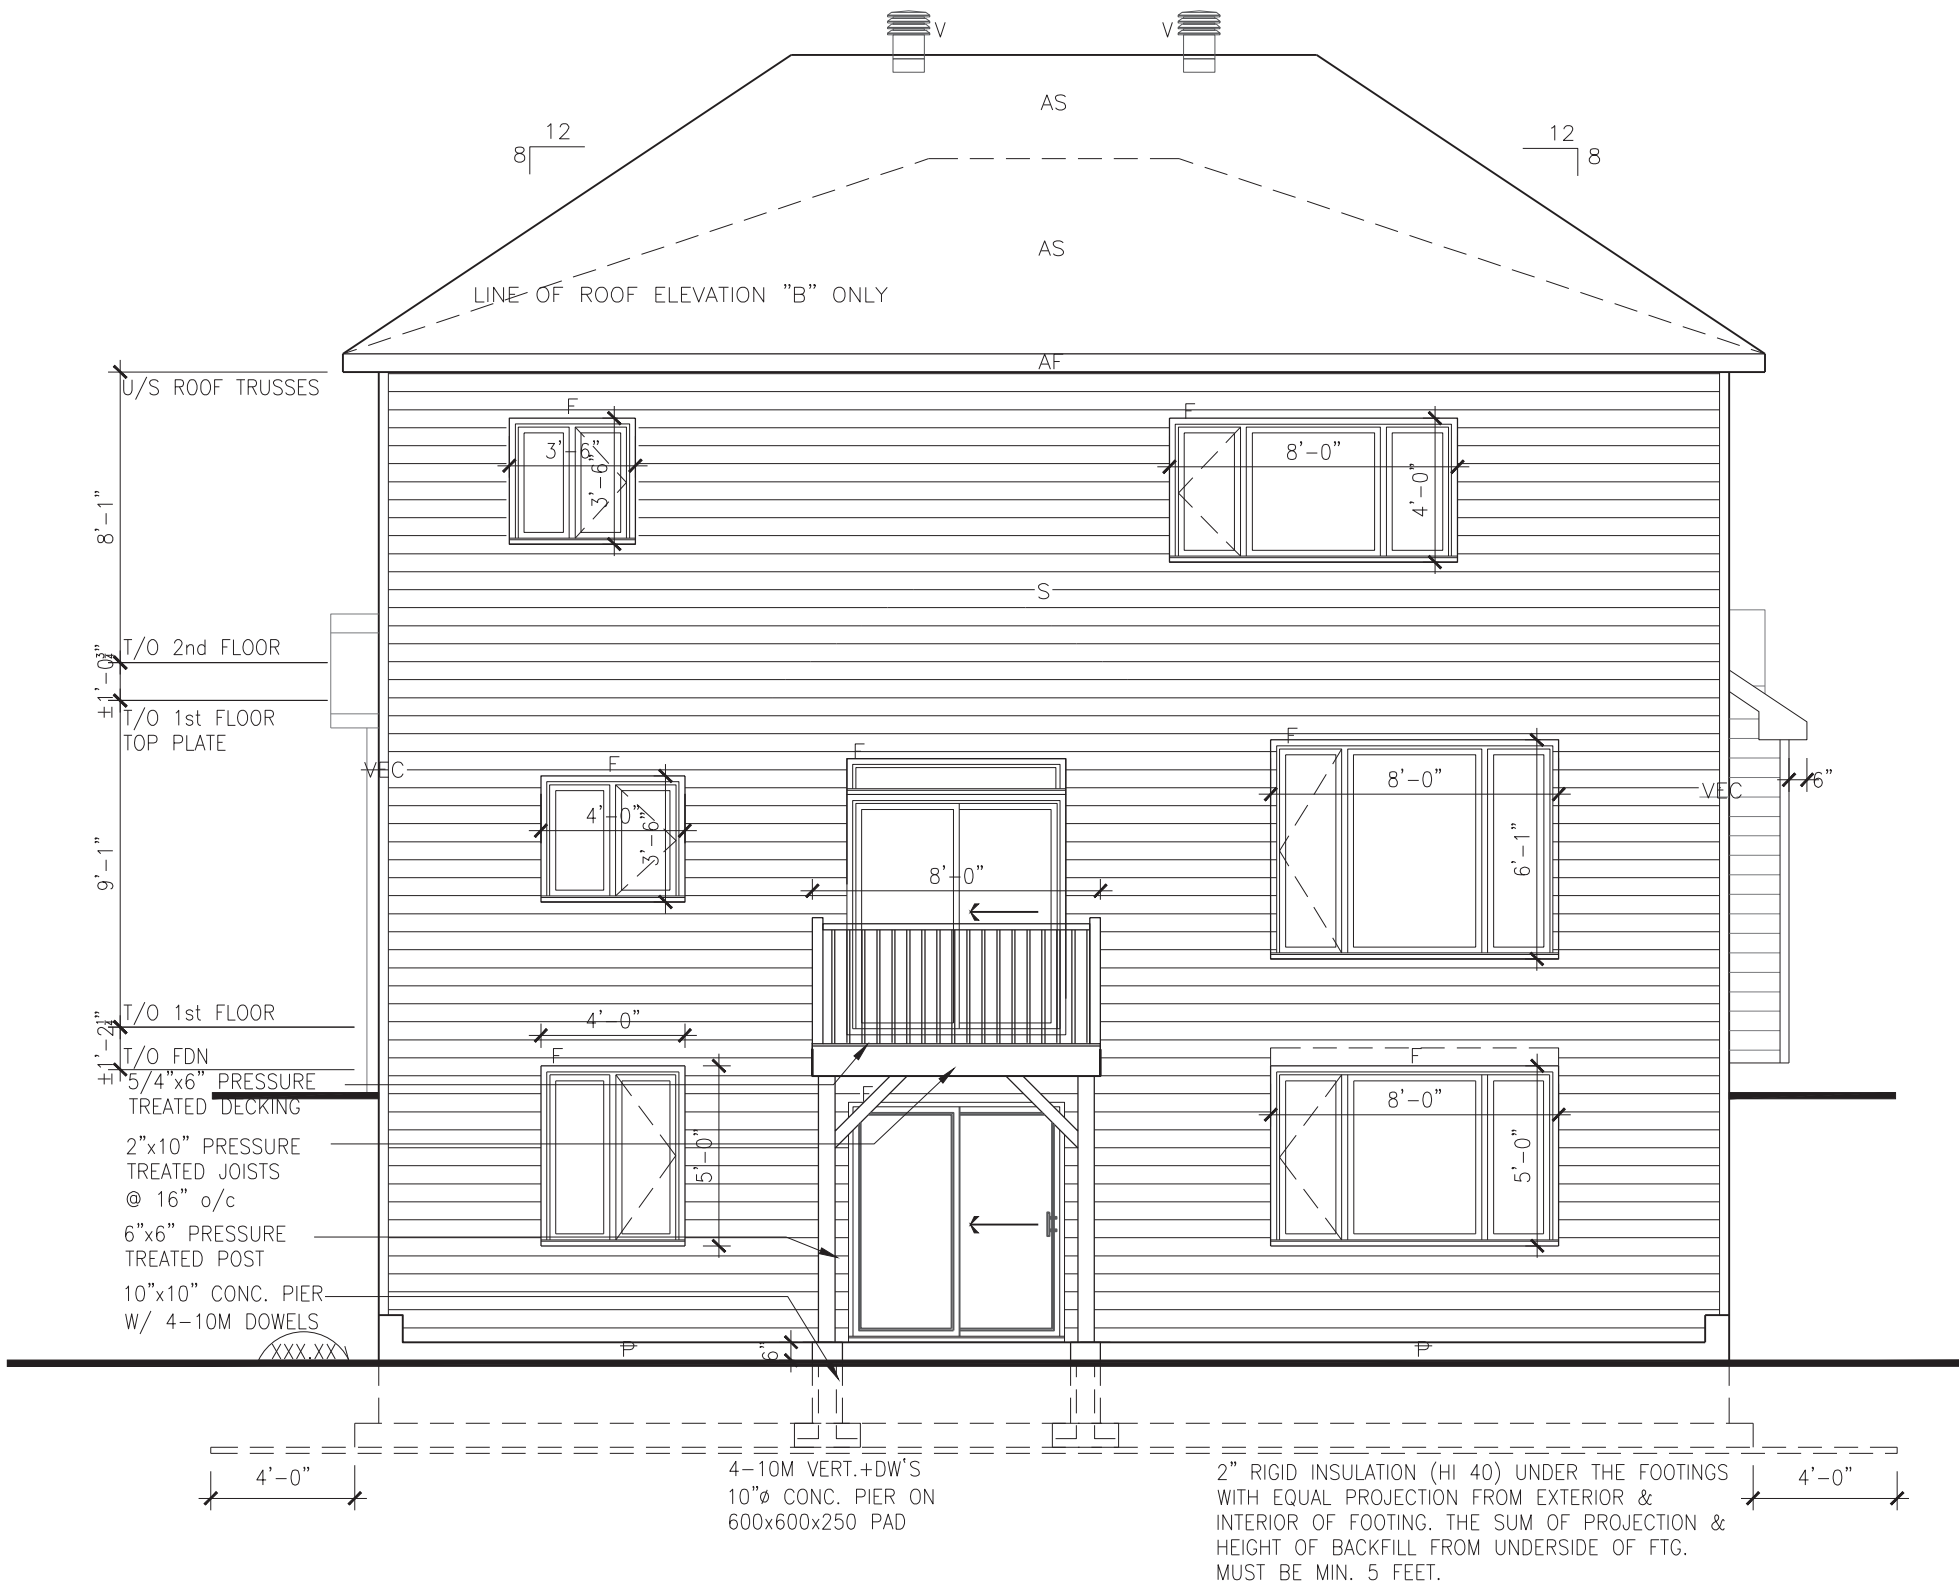 V
V
AS
12
8
12
8
AS
LINE OF ROOF ELEVATION "B" ONLY
AF
U/S ROOF TRUSSES
F
3'-6"
3'-6"
F
8'-0"
4'-0"
8'-1"
S
T/O 2nd FLOOR
±1'-0¾"
T/O 1st FLOOR
TOP PLATE
VEC
F
4'-0"
3'-6"
F
8'-0"
F
8'-0"
6'-1"
VEC
6"
9'-1"
T/O 1st FLOOR
±1'-2½"
T/O FDN
4'-0"
F
5'-0"
F
F
8'-0"
5'-0"
5/4"x6" PRESSURE
TREATED DECKING
2"x10" PRESSURE
TREATED JOISTS
@ 16" o/c
6"x6" PRESSURE
TREATED POST
10"x10" CONC. PIER
W/ 4-10M DOWELS
XXX.XX
P
6"
P
4'-0"
4-10M VERT.+DW'S
10"ø CONC. PIER ON
600x600x250 PAD
2" RIGID INSULATION (HI 40) UNDER THE FOOTINGS
WITH EQUAL PROJECTION FROM EXTERIOR &
INTERIOR OF FOOTING. THE SUM OF PROJECTION &
HEIGHT OF BACKFILL FROM UNDERSIDE OF FTG.
MUST BE MIN. 5 FEET.
4'-0"